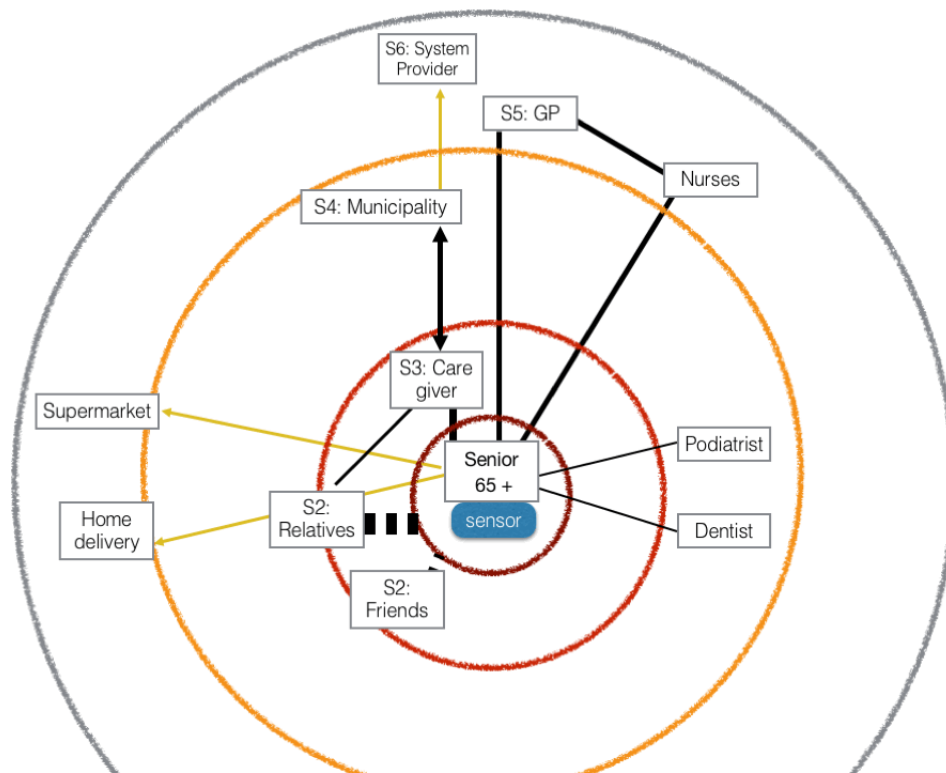 S6: System
Provider
S5: GP
Nurses
S4: Municipality
S3: Care
giver
Supermarket
Senior
65 +
sensor
Podiatrist
Home
delivery
S2:
Relatives
Dentist
S2:
Friends